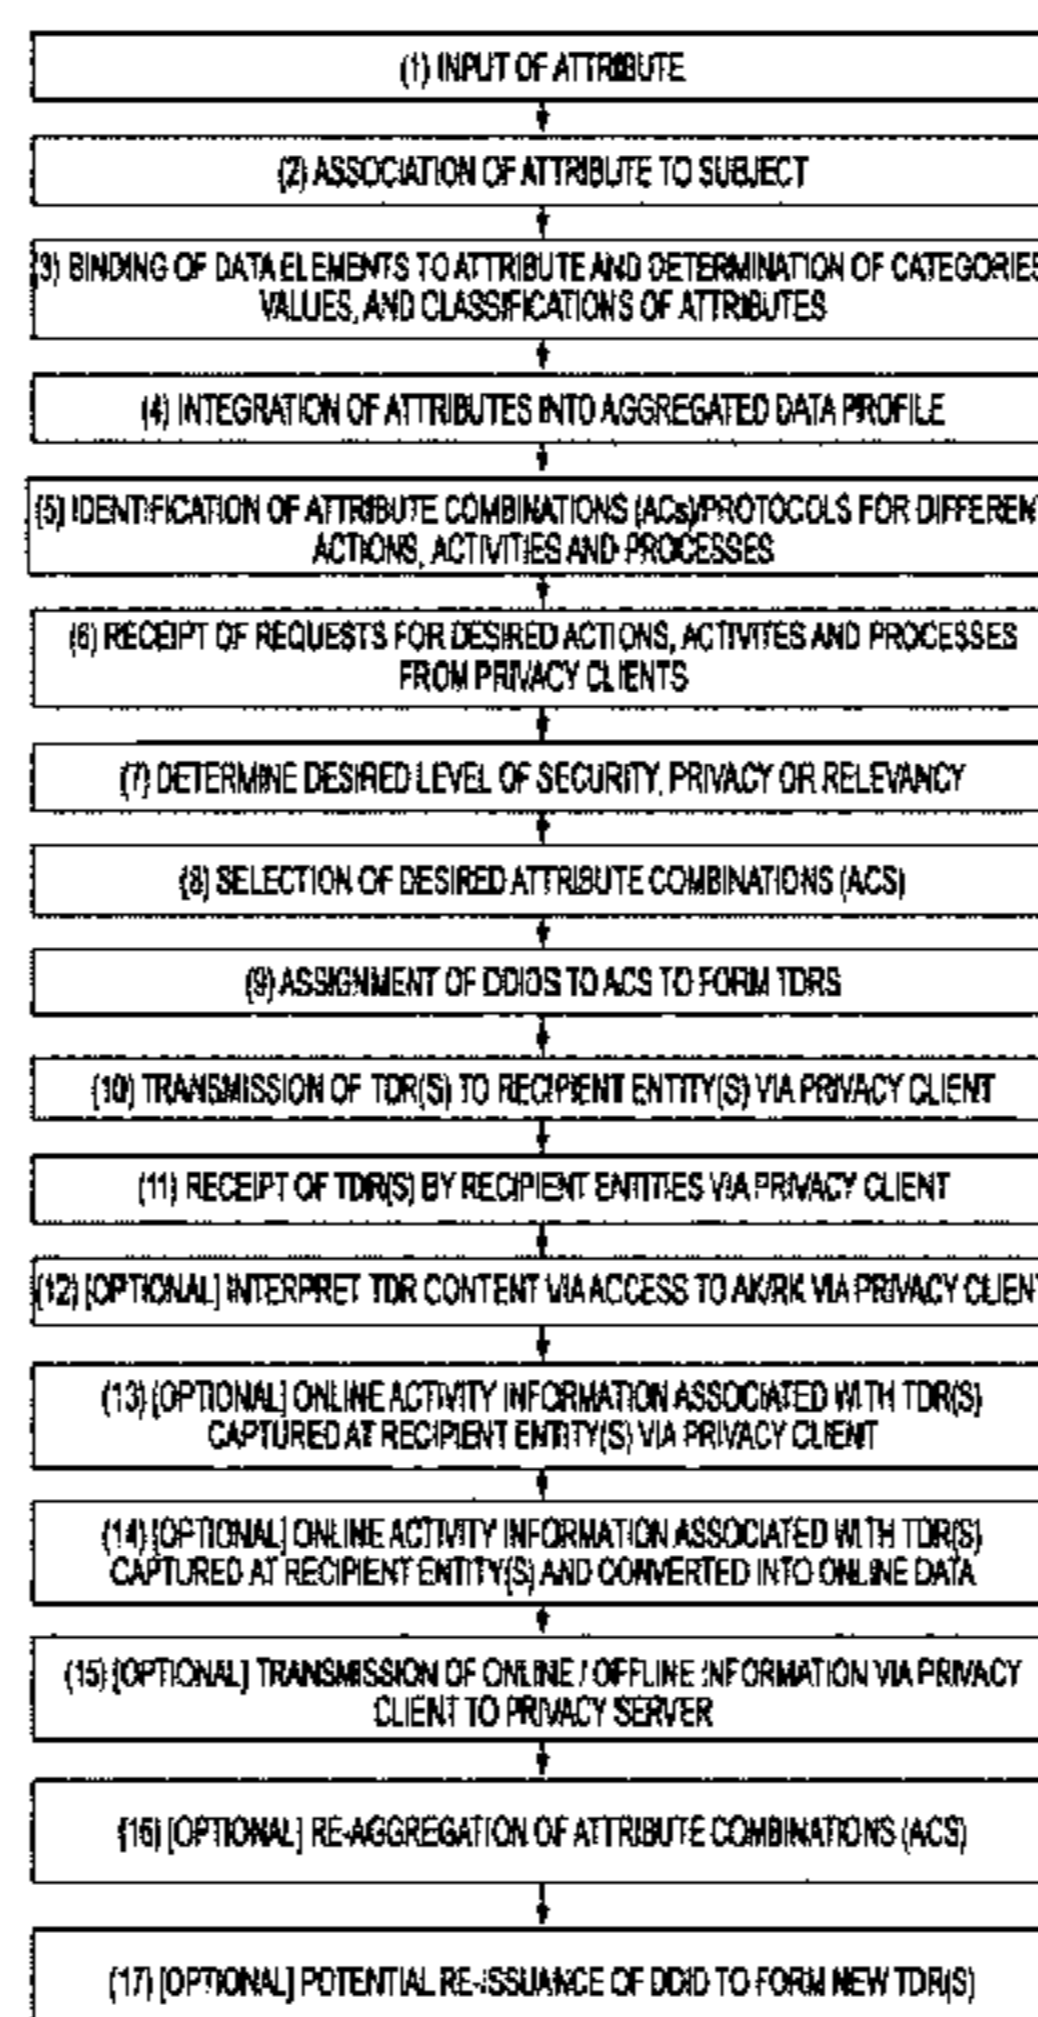 (1) INPUT OF ATTRIBUTE
(2) ASSOCIATION OF ATTRIBUTE TO SUBJECT
(3) BINDING OF DATA ELEMENTS TO ATTRIBUTE AND DETERMINATION OF CATEGORIES
VALUES, AND CLASSIFICATIONS OF ATTRIBUTES
(4) INTEGRATION OF ATTRIBUTES INTO AGGREGATED DATA PROFILE
(5) IDENTIFICATION OF ATTRIBUTE COMBINATIONS (ACs)/PROTOCOLS FOR DIFFEREN
ACTIONS, ACTIVITIES AND PROCESSES
(6) RECEIPT OF REQUESTS FOR DESIRED ACTIONS, ACTIVITES AND PROCESSES
FROM PRIVACY CLIENTS
(7) DETERMINE DESIRED LEVEL OF SECURITY, PRIVACY OR RELEVANCY
(8) SELECTION OF DESIRED ATTRIBUTE COMBINATIONS (ACS)
(9) ASSIGNMENT OF DDIDS TO ACS TO FORM TDRS
(10) TRANSMISSION OF TDR(S) TO RECIPIENT ENTITY(S) VIA PRIVACY CLIENT
(11) RECEIPT OF TDR(S) BY RECIPIENT ENTITIES VIA PRIVACY CLIENT
(12) [OPTIONAL] INTERPRET TDR CONTENT VIA ACCESS TO AK/RK VIA PRIVACY CLIENT
(13) [OPTIONAL] ONLINE ACTIVITY INFORMATION ASSOCIATED WITH TDR(S)
CAPTURED AT RECIPIENT ENTITY(S) VIA PRIVACY CLIENT
(14) [OPTIONAL] ONLINE ACTIVITY INFORMATION ASSOCIATED WITH TDR(S)
CAPTURED AT RECIPIENT ENTITY(S) AND CONVERTED INTO ONLINE DATA
(15) [OPTIONAL] TRANSMISSION OF ONLINE / OFFLINE INFORMATION VIA PRIVACY
CLIENT TO PRIVACY SERVER
(16) [OPTIONAL] RE-AGGREGATION OF ATTRIBUTE COMBINATIONS (ACS)
(17) [OPTIONAL] POTENTIAL RE-ISSUANCE OF DDID TO FORM NEW TDR(S)